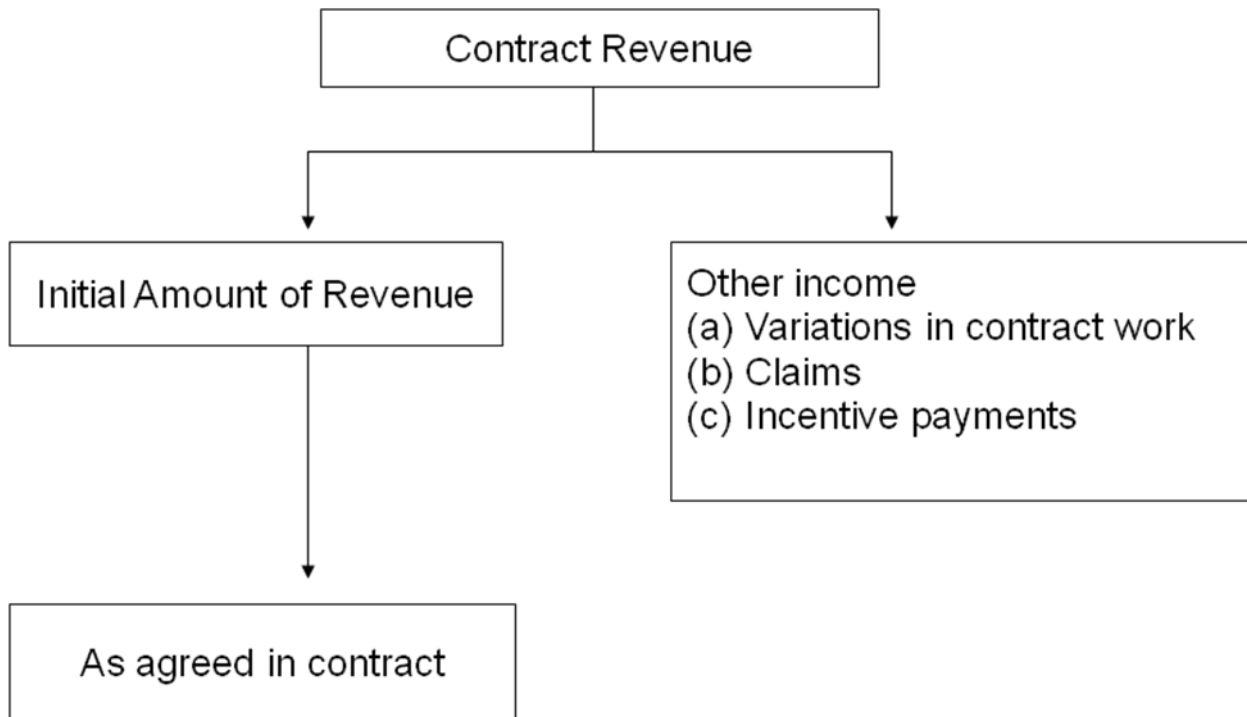 Contract Revenue
Initial Amount of Revenue
Other income
(a) Variations in contract work
(b) Claims
(c) Incentive payments
As agreed in contract